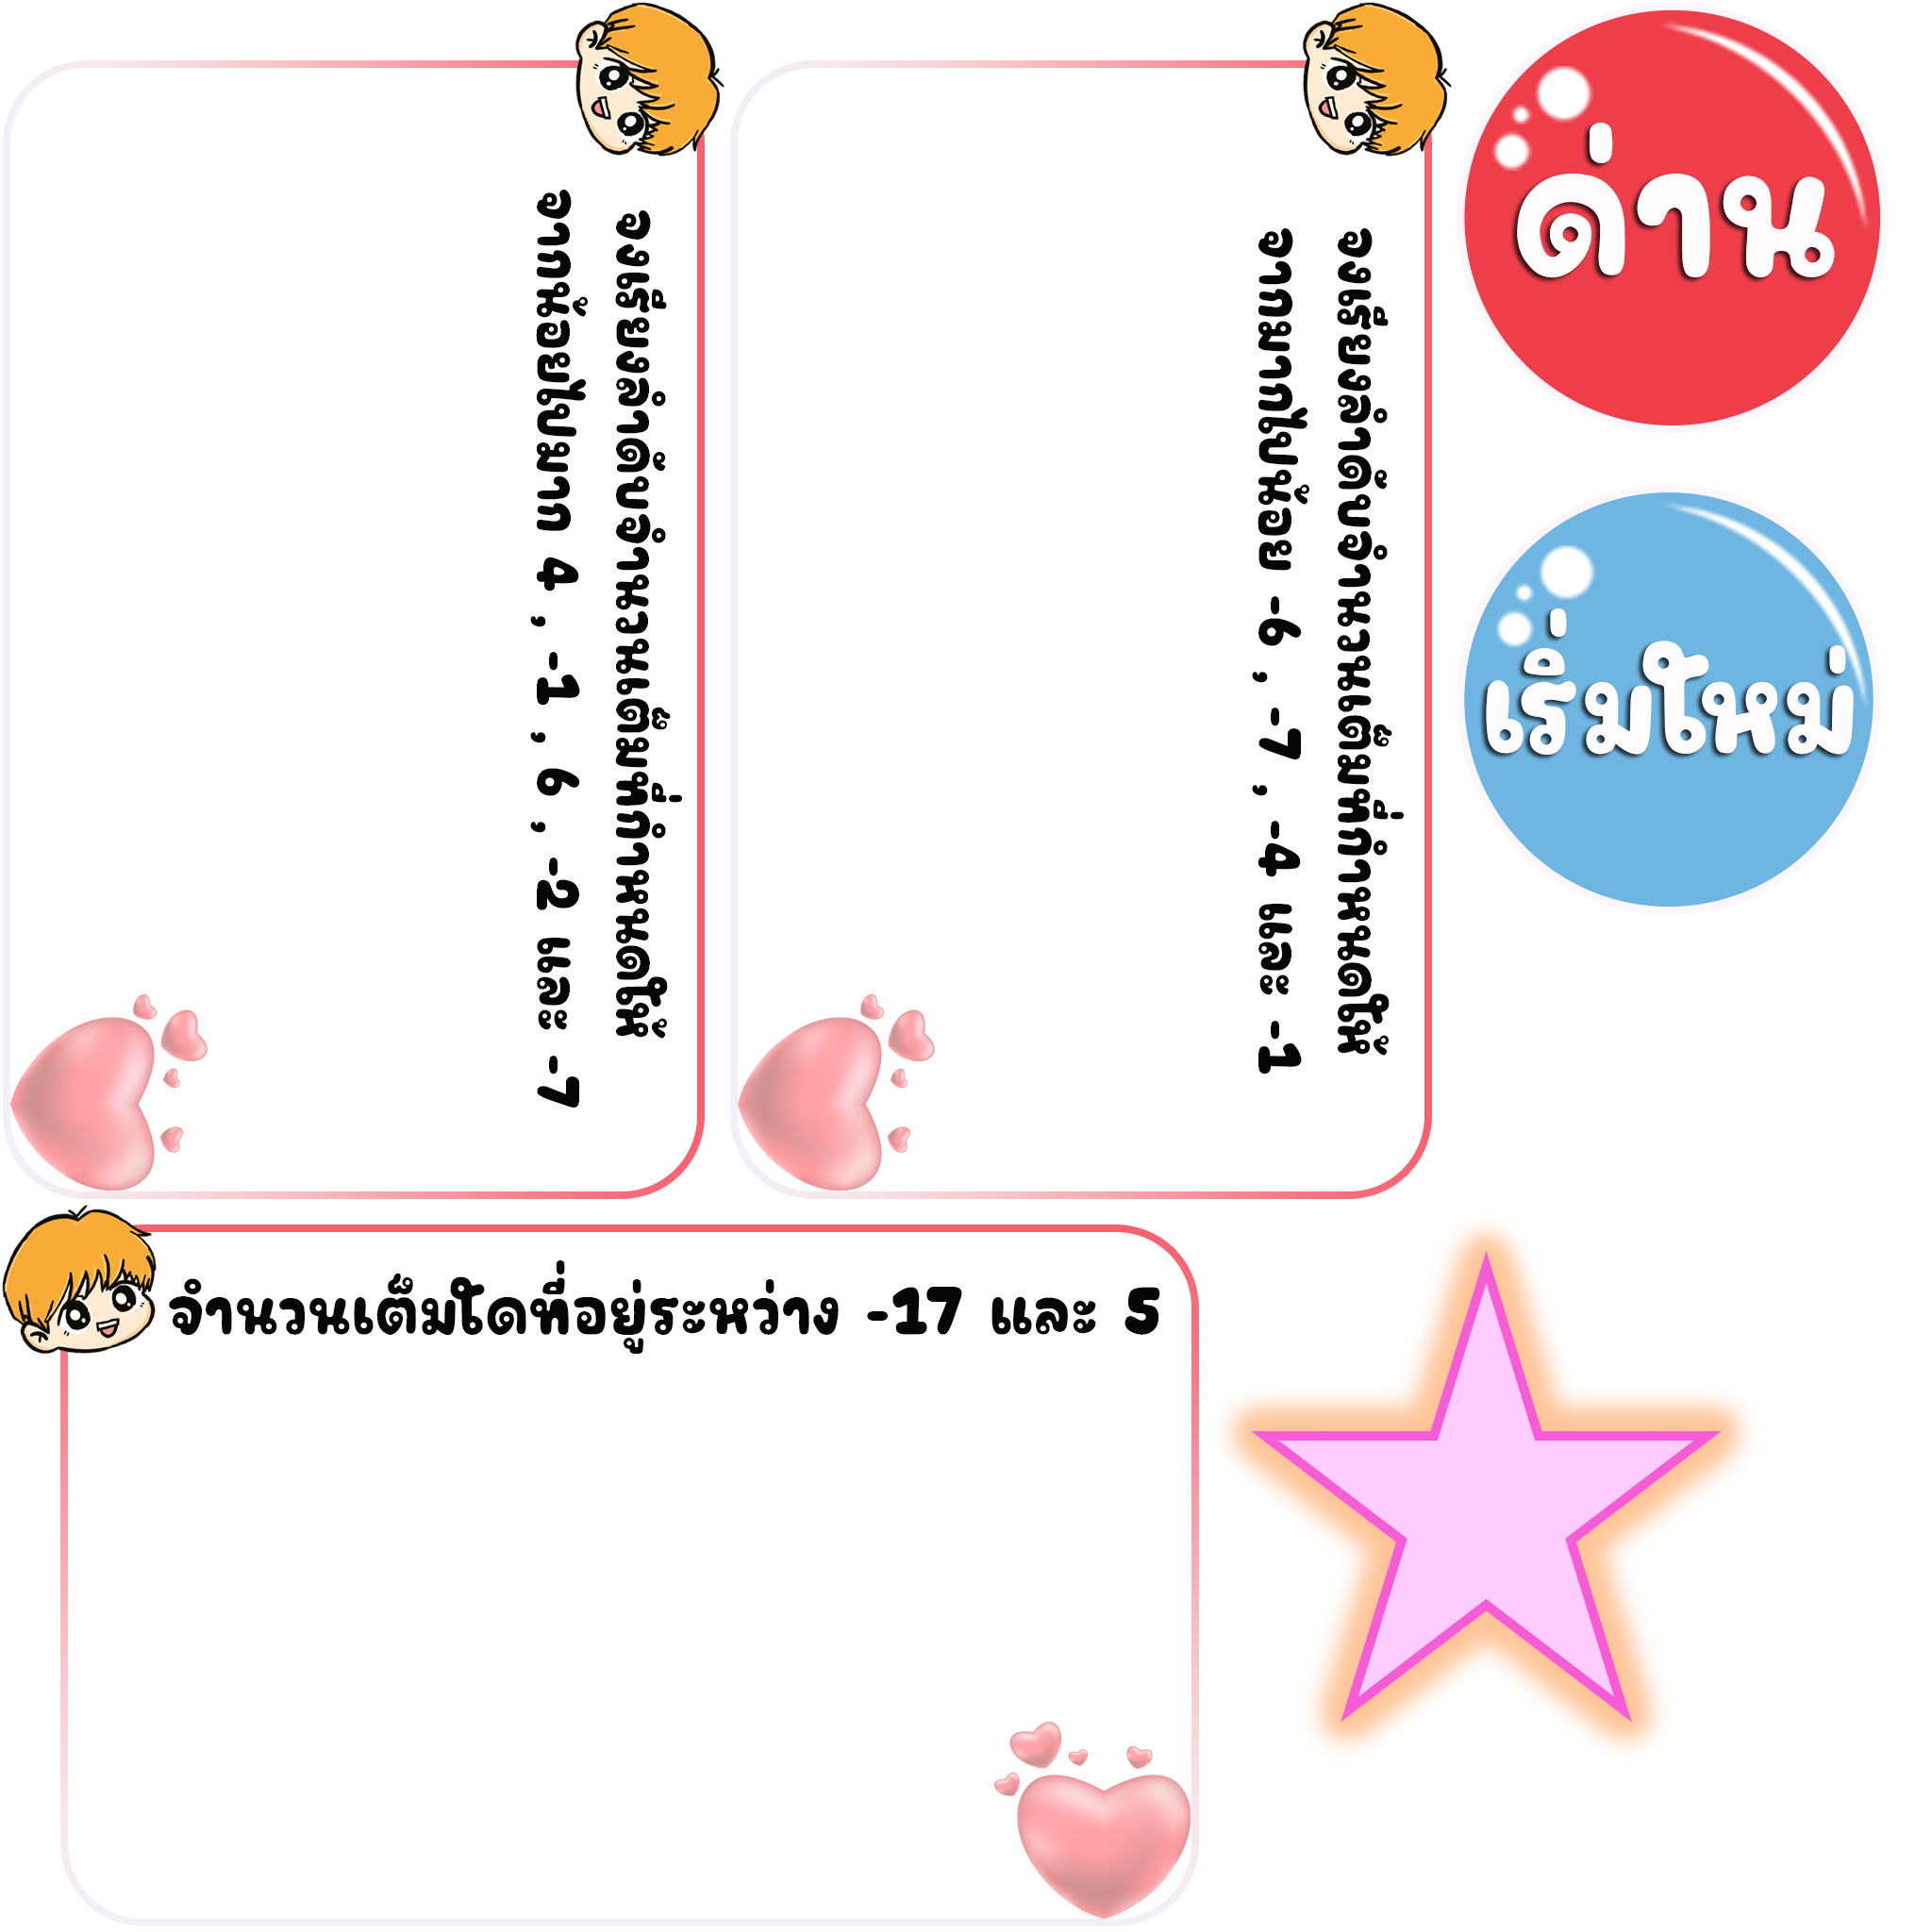 จงเรียงลำดับจำนวนเต็มที่กำหนดให้
จากน้อยไปมาก 4 , -1 , 6 , -2 และ -7
จงเรียงลำดับจำนวนเต็มที่กำหนดให้
จากมากไปน้อย -6 , -7 , -4 และ -1
ด่าน
เริ่มใหม่
จำนวนเต็มใดที่อยู่ระหว่าง -17 และ 5